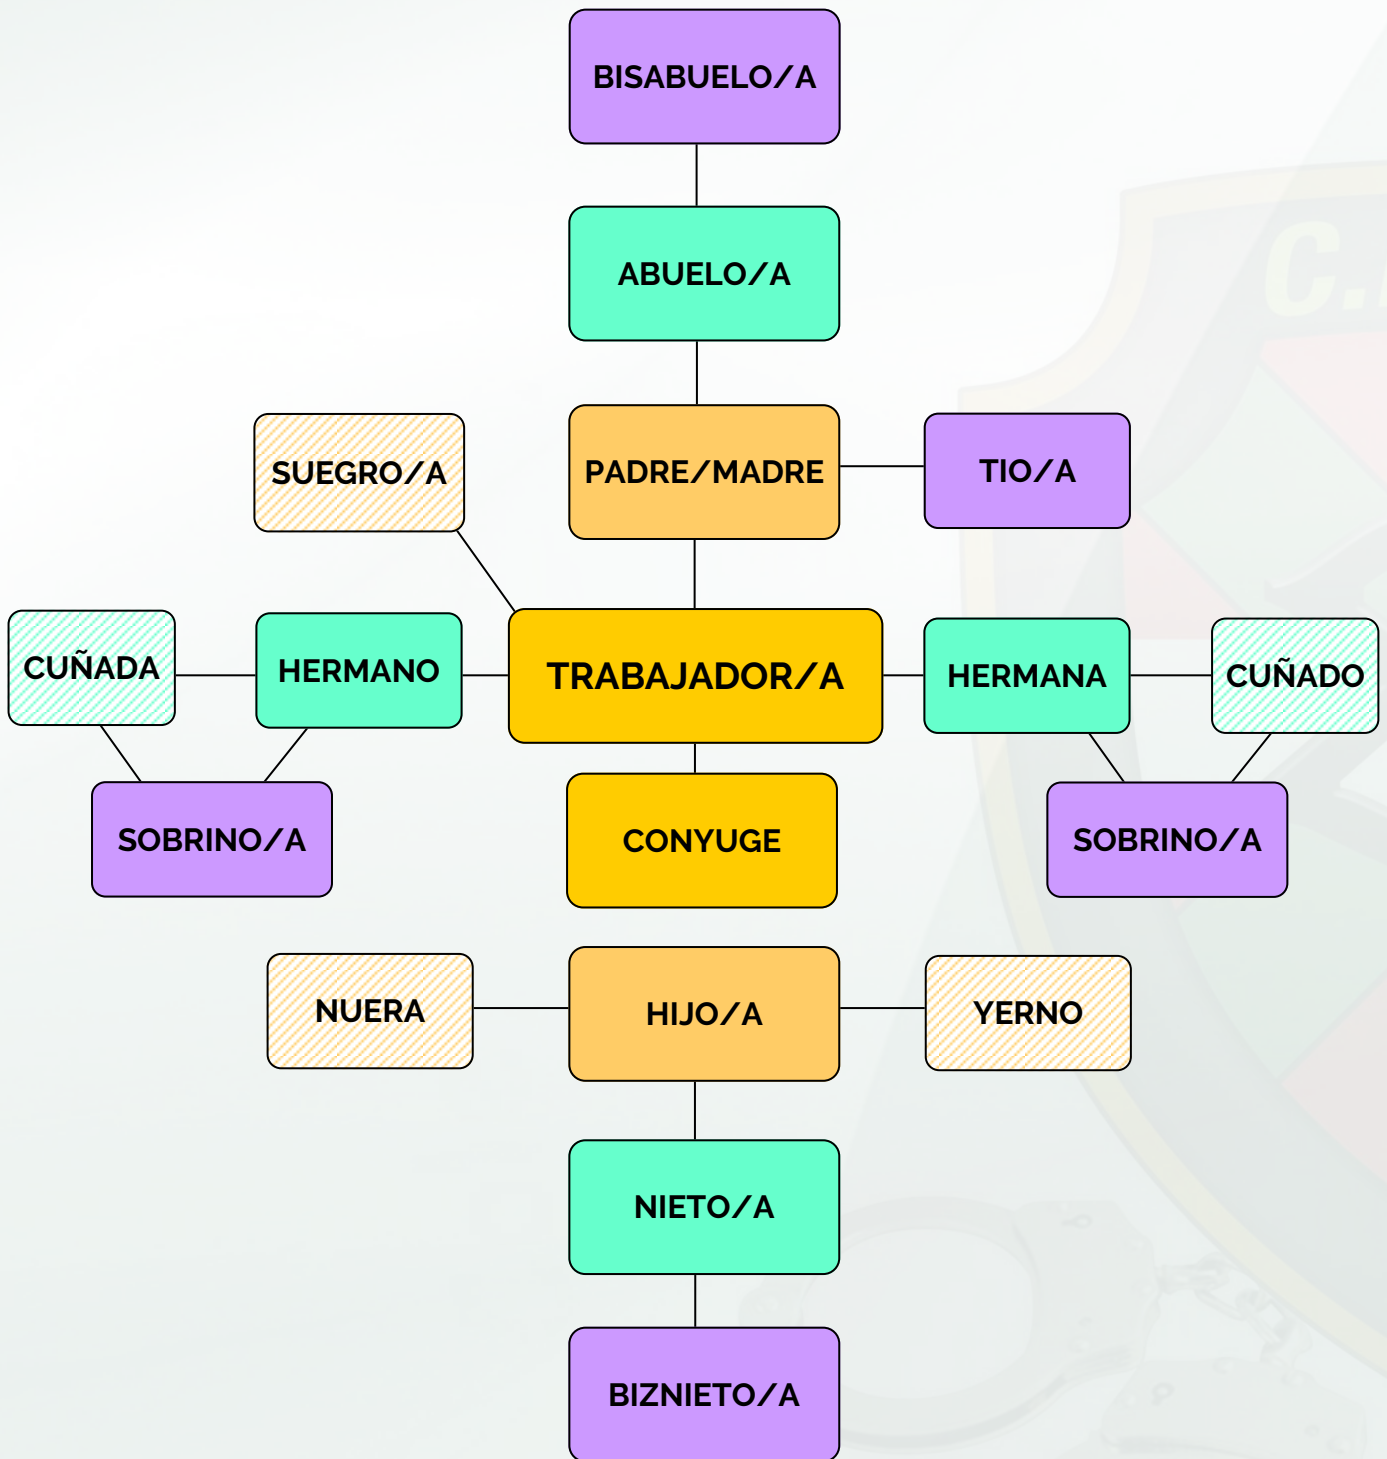 BISABUELO/A
ABUELO/A
SUEGRO/A
PADRE/MADRE
TIO/A
CUÑADA
HERMANO
TRABAJADOR/A
HERMANA
CUÑADO
SOBRINO/A
CONYUGE
SOBRINO/A
NUERA
HIJO/A
YERNO
NIETO/A
BIZNIETO/A